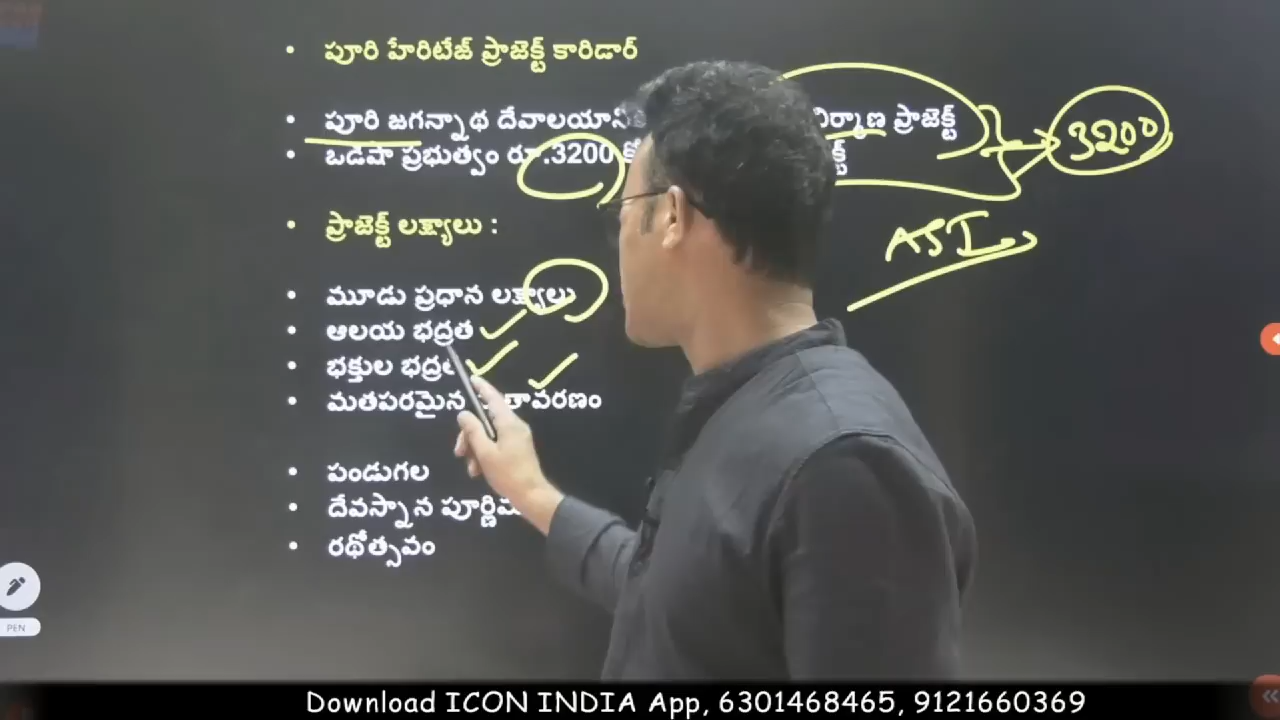 పూరి హేరిటేజ్ ప్రాజెక్ట్ కారిడార్
పూరి జగన్నాథ దేవాలయానికి నిర్మాణ ప్రాజెక్ట్ 3200
ఒడిషా ప్రభుత్వం రూ.3200
ASI
ప్రాజెక్ట్ లక్ష్యాలు :
మూడు ప్రధాన లక్ష్యాలు
ఆలయ భద్రత
భక్తుల భద్రత
మతపరమైన వాతావరణం
పండుగల
దేవస్నాన పూర్ణిమ
రథోత్సవం
PEN
Download ICON INDIA App, 6301468465, 9121660369